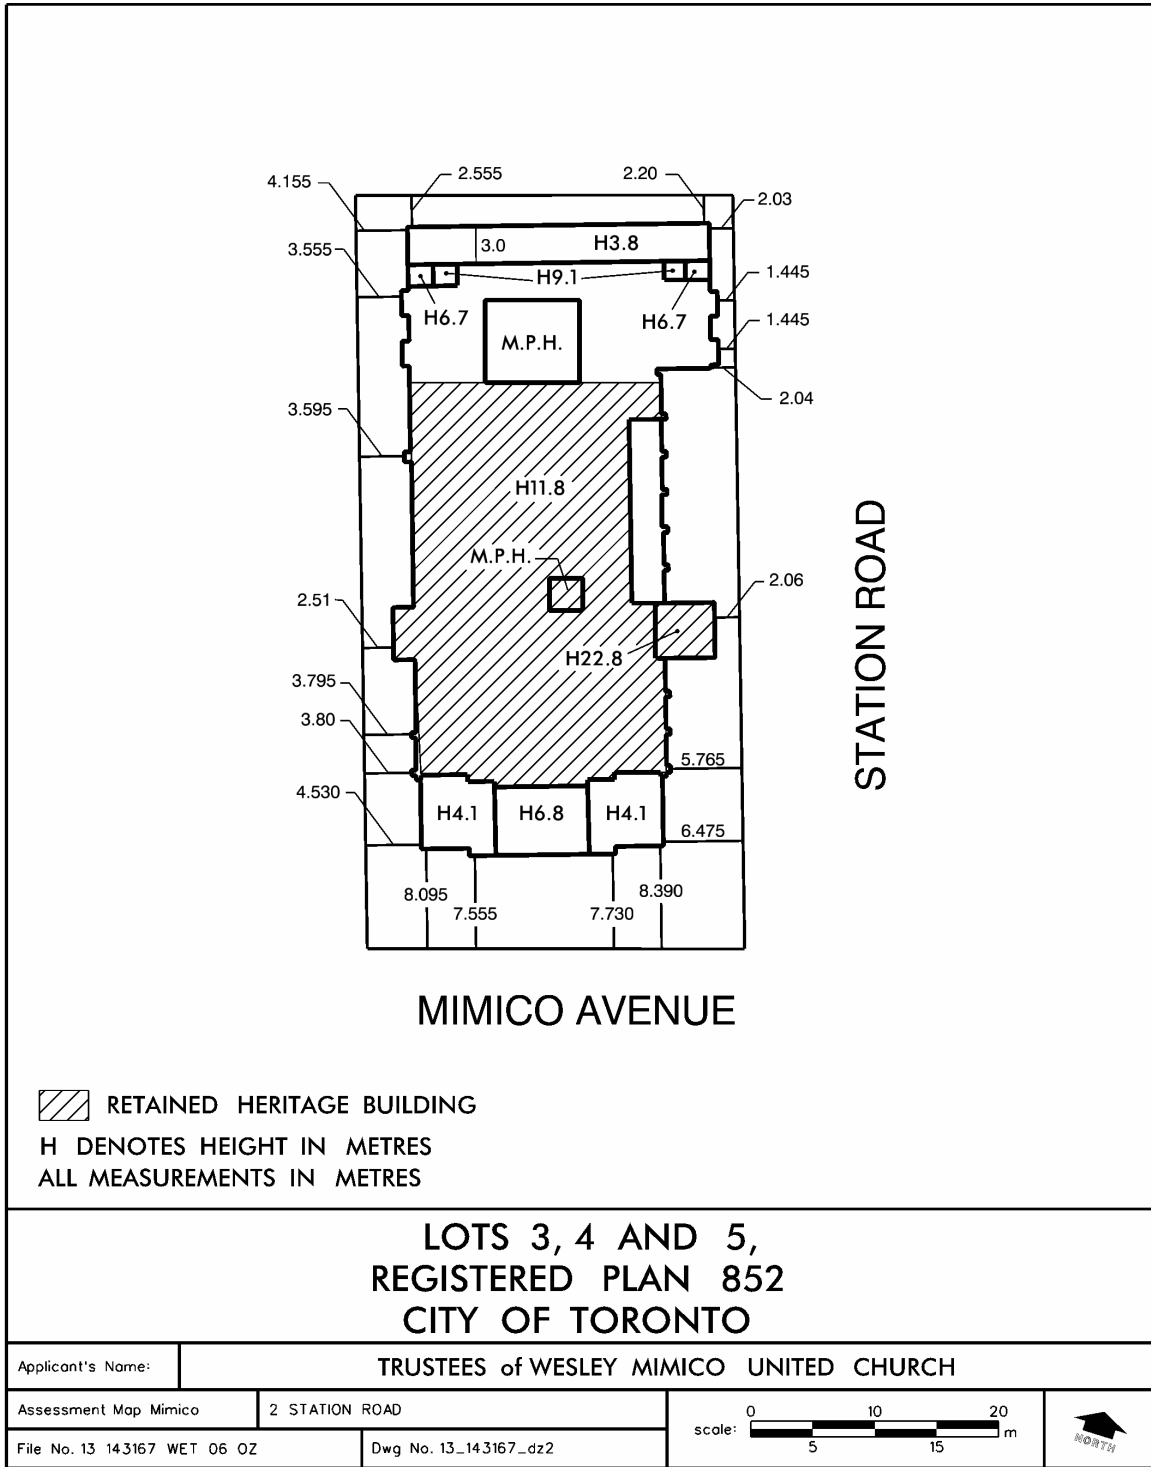 2.555
2.20
4.155
2.03
3.0
H3.8
3.555
H9.1
1.445
H6.7
H6.7
1.445
M.P.H.
2.04
3.595
H11.8
M.P.H.
2.06
2.51
H22.8
STATION ROAD
3.795
3.80
5.765
4.530
H4.1
H6.8
H4.1
6.475
8.095
8.390
7.555
7.730
MIMICO AVENUE
RETAINED HERITAGE BUILDING
H DENOTES HEIGHT IN METRES
ALL MEASUREMENTS IN METRES
LOTS 3, 4 AND 5,
REGISTERED PLAN 852
CITY OF TORONTO
Applicant's Name:
TRUSTEES of WESLEY MIMICO UNITED CHURCH
Assessment Map Mimico
2 STATION ROAD
File No. 13 143167 WET 06 OZ
Dwg No. 13_143167_dz2
0 10 20
scale: m
5 15
NORTH